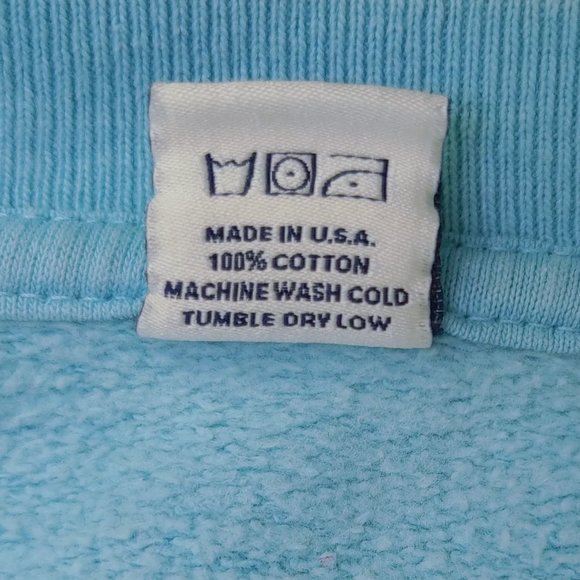 MADE IN U.S.A.
100% COTTON
MACHINE WASH COLD
TUMBLE DRY LOW